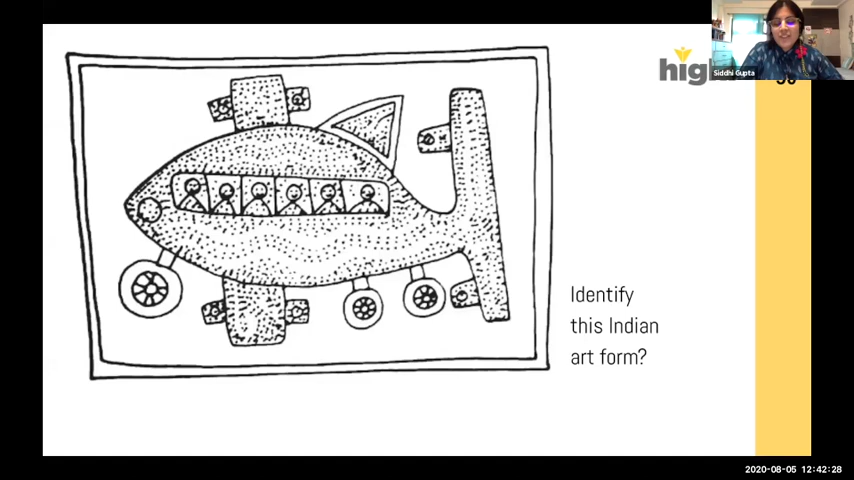 Siddhi Gupta
Identify
this Indian
art form?
2020-08-05 12:42:28